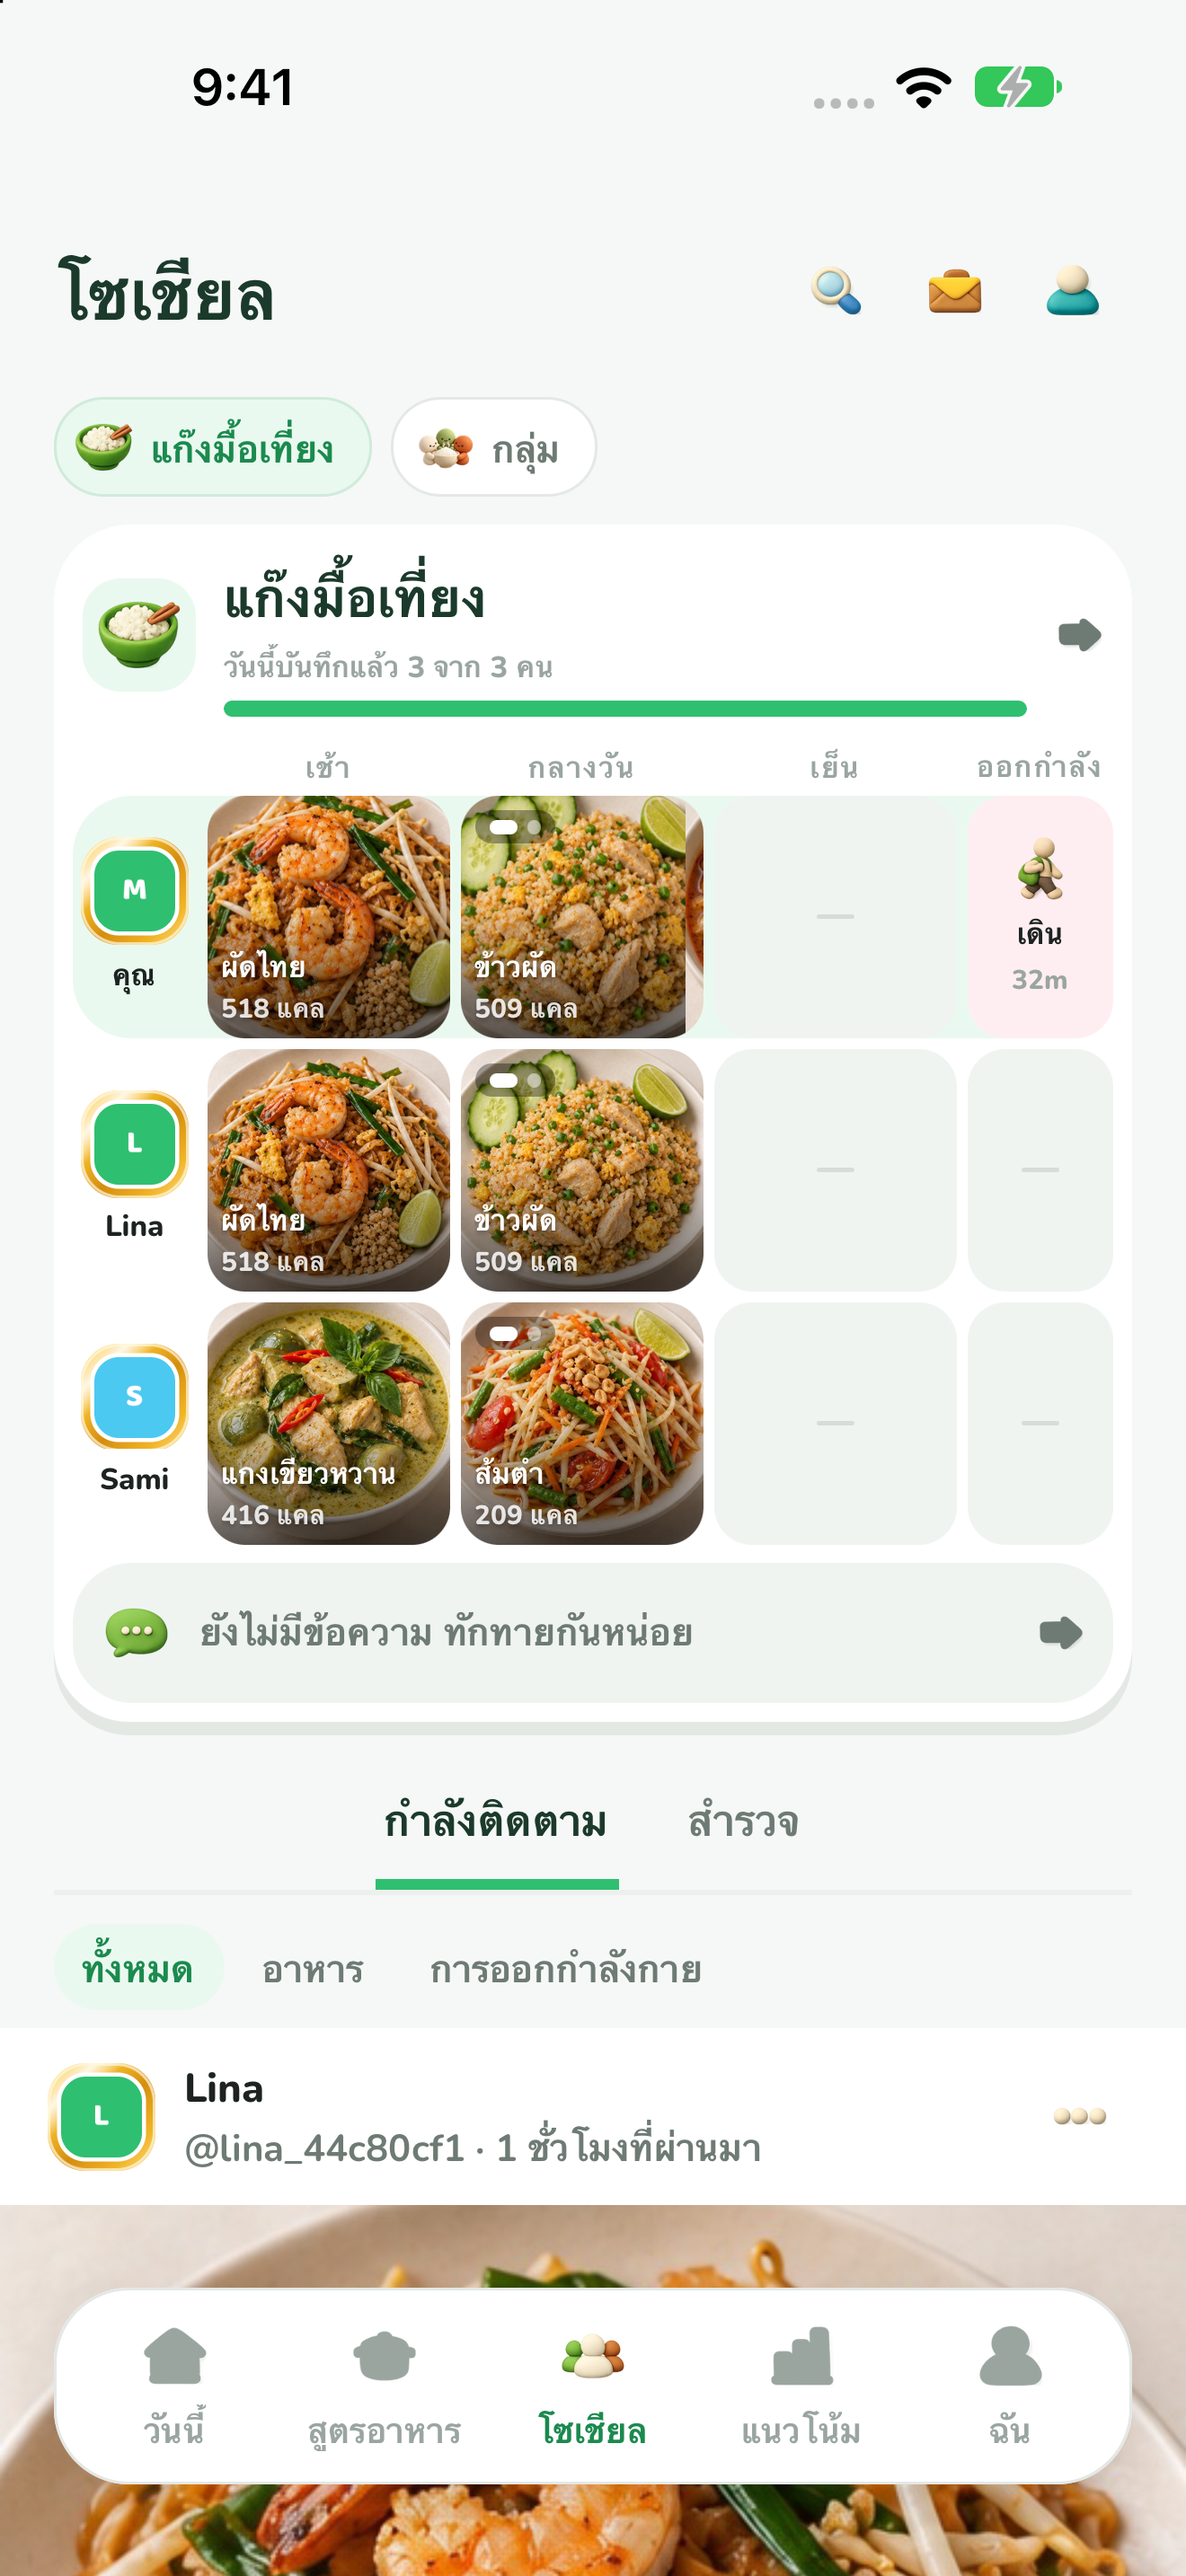 9:41
โซเชียล
แก๊งมื้อเที่ยง
กลุ่ม
แก๊งมื้อเที่ยง
วันนี้บันทึกแล้ว 3 จาก 3 คน
เช้า
กลางวัน
เย็น
ออกกำลัง
M
คุณ
ผัดไทย
518 แคล
ข้าวผัด
509 แคล
เดิน
32m
L
Lina
ผัดไทย
518 แคล
ข้าวผัด
509 แคล
S
Sami
แกงเขียวหวาน
416 แคล
ส้มตำ
209 แคล
ยังไม่มีข้อความ ทักทายกันหน่อย
กำลังติดตาม
สำรวจ
ทั้งหมด
อาหาร
การออกกำลังกาย
L
Lina
@lina_44c80cf1 · 1 ชั่วโมงที่ผ่านมา
วันนี้
สูตรอาหาร
โซเชียล
แนวโน้ม
ฉัน